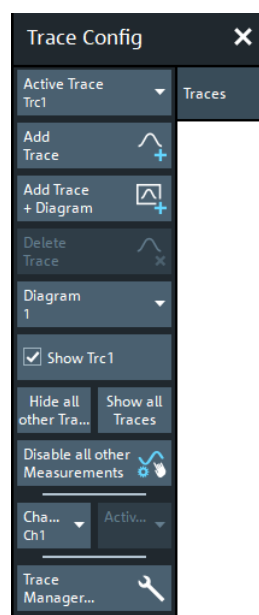 Trace Config
Active Trace
Trc1
Traces
Add
Trace
Add Trace
+ Diagram
Delete
Trace
Diagram
1
Show Trc1
Hide all
other Tra...
Show all
Traces
Disable all other
Measurements
Cha...
Ch1
Activ...
Trace
Manager...